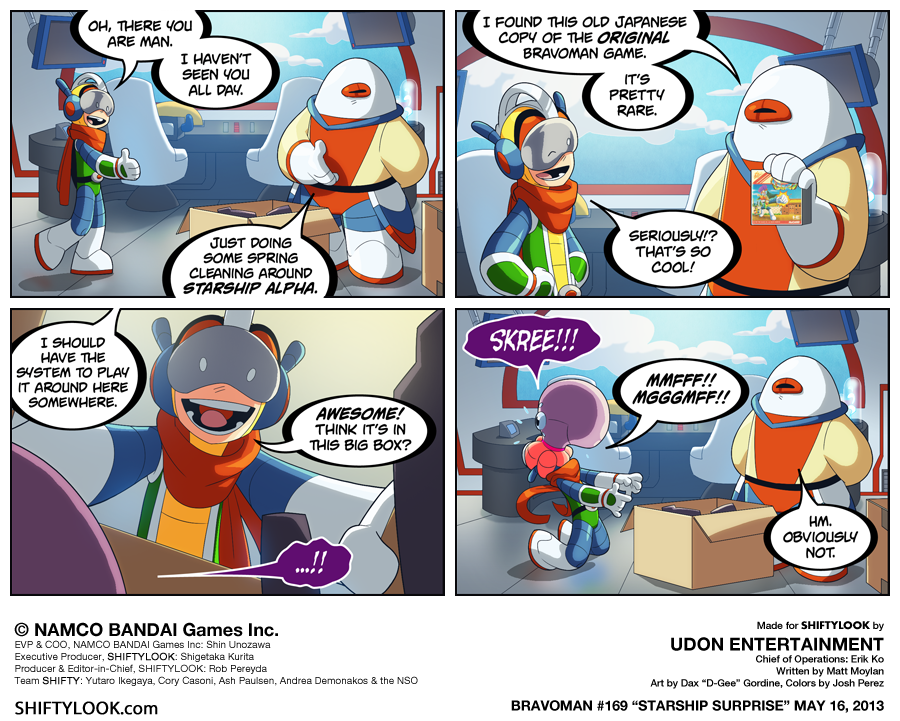 OH, THERE YOU
ARE MAN.
I HAVEN'T
SEEN YOU
ALL DAY.
JUST DOING
SOME SPRING
CLEANING AROUND
STARSHIP ALPHA.
I FOUND THIS OLD JAPANESE
COPY OF THE ORIGINAL
BRAVOMAN GAME.
IT'S
PRETTY
RARE.
SERIOUSLY!?
THAT'S SO
COOL!
I SHOULD
HAVE THE
SYSTEM TO PLAY
IT AROUND HERE
SOMEWHERE.
AWESOME!
THINK IT'S IN
THIS BIG BOX?
...!!
SKREE!!!
MMFFF!!
MGGGMFF!!
HM.
OBVIOUSLY
NOT.
© NAMCO BANDAI Games Inc.
EVP & COO, NAMCO BANDAI Games Inc: Shin Unozawa
Executive Producer, SHIFTYLOOK: Shigetaka Kurita
Producer & Editor-in-Chief, SHIFTYLOOK: Rob Pereyda
Team SHIFTY: Yutaro Ikegaya, Cory Casoni, Ash Paulsen, Andrea Demonakos & the NSO
SHIFTYLOOK.com
Made for SHIFTYLOOK by
UDON ENTERTAINMENT
Chief of Operations: Erik Ko
Written by Matt Moylan
Art by Dax "D-Gee" Gordine, Colors by Josh Perez
BRAVOMAN #169 "STARSHIP SURPRISE" MAY 16, 2013